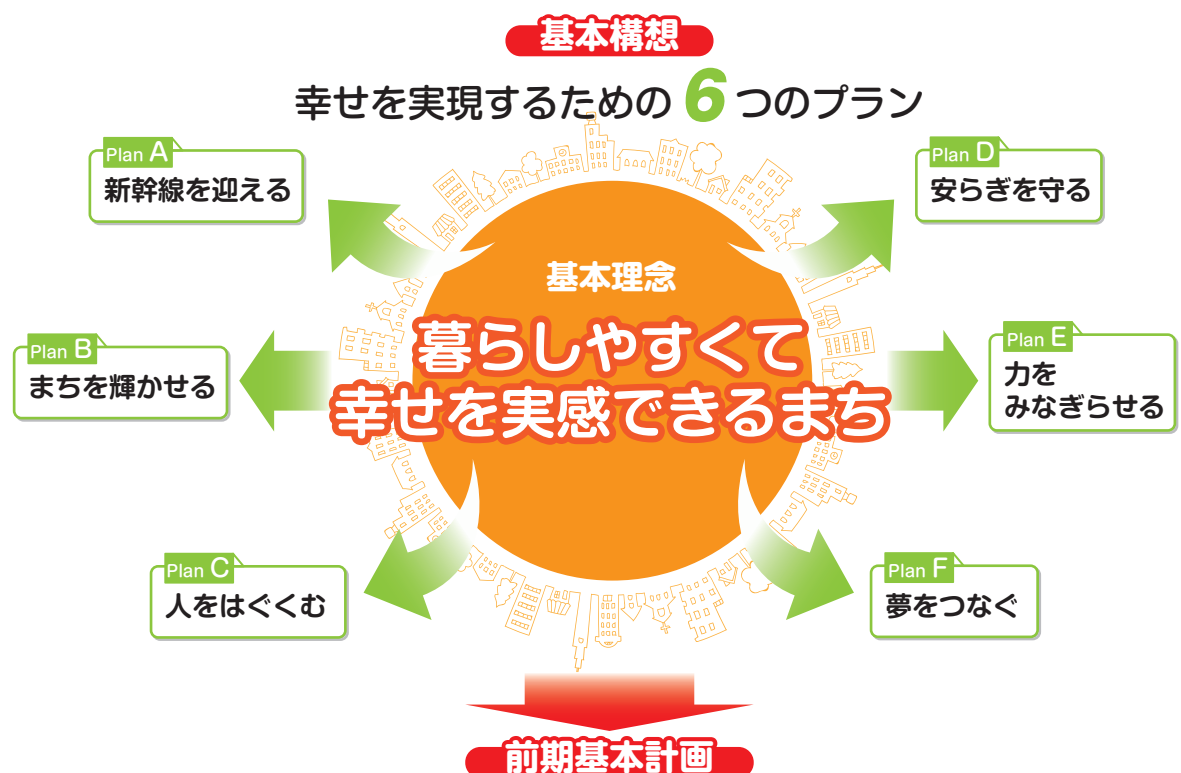 基本構想
幸せを実現するための6つのプラン
Plan A
新幹線を迎える
Plan B
まちを輝かせる
Plan C
人をはぐくむ
Plan D
安らぎを守る
Plan E
力を
みなぎらせる
Plan F
夢をつなぐ
基本理念
暮らしやすくて
幸せを実感できるまち
前期基本計画